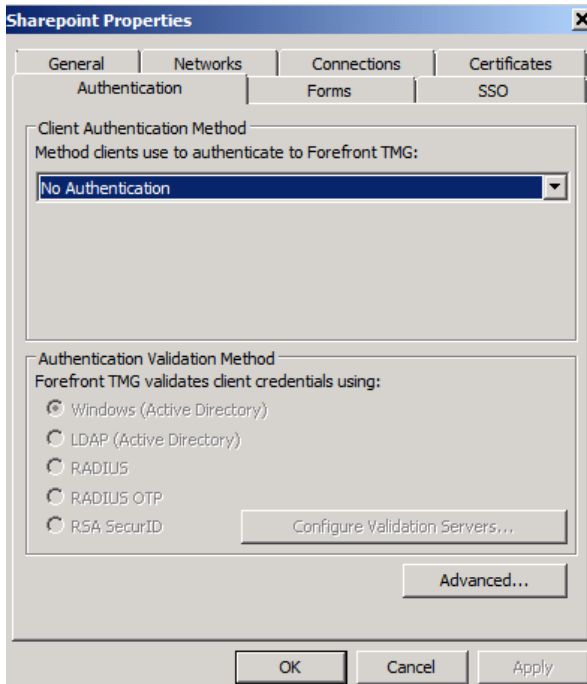 Sharepoint Properties
General Networks Connections Certificates
Authentication Forms SSO
Client Authentication Method
Method clients use to authenticate to Forefront TMG:
No Authentication
Authentication Validation Method
Forefront TMG validates client credentials using:
Windows (Active Directory)
LDAP (Active Directory)
RADIUS
RADIUS OTP
RSA SecurID Configure Validation Servers...
Advanced...
OK Cancel Apply